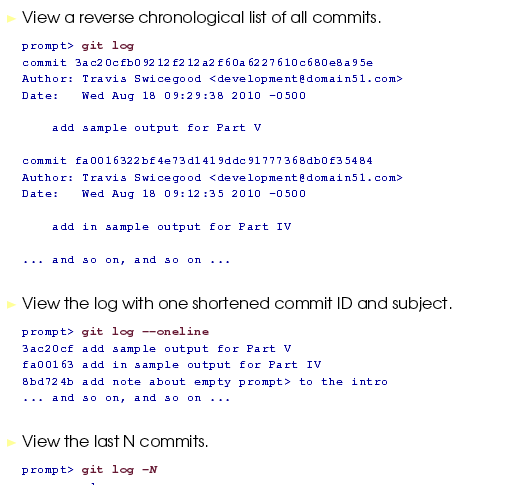 View a reverse chronological list of all commits.
prompt> git log
commit 3ac20cfb09212f212a2f60a6227610c680e8a95e
Author: Travis Swicegood <development@domain51.com>
Date: Wed Aug 18 09:29:38 2010 -0500
add sample output for Part V
commit fa0016322bf4e73d1419ddc91777368db0f35484
Author: Travis Swicegood <development@domain51.com>
Date: Wed Aug 18 09:12:35 2010 -0500
add in sample output for Part IV
... and so on, and so on ...
View the log with one shortened commit ID and subject.
prompt> git log --oneline
3ac20cf add sample output for Part V
fa00163 add in sample output for Part IV
8bd724b add note about empty prompt> to the intro
... and so on, and so on ...
View the last N commits.
prompt> git log -N